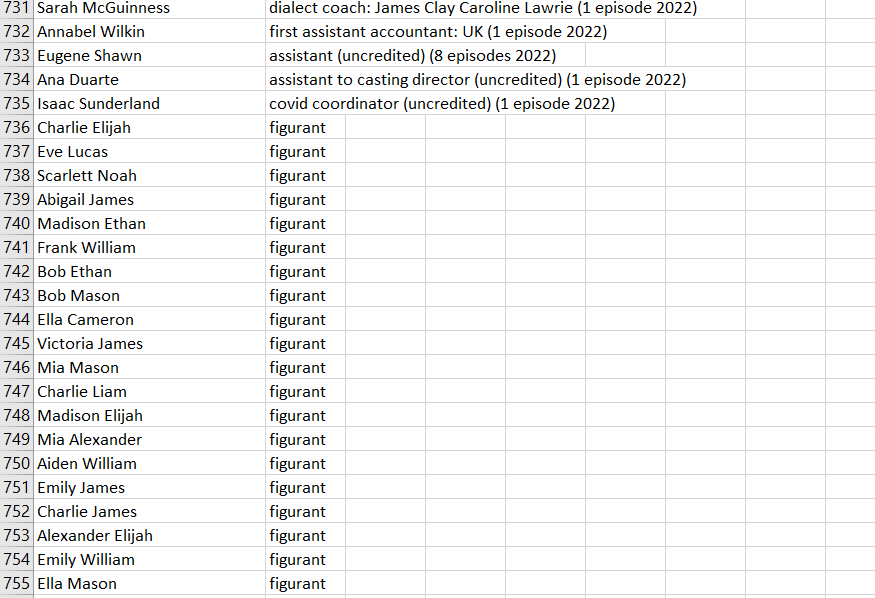 731 Sarah McGuinness dialect coach: James Clay Caroline Lawrie (1 episode 2022)
732 Annabel Wilkin first assistant accountant: UK (1 episode 2022)
733 Eugene Shawn assistant (uncredited) (8 episodes 2022)
734 Ana Duarte assistant to casting director (uncredited) (1 episode 2022)
735 Isaac Sunderland covid coordinator (uncredited) (1 episode 2022)
736 Charlie Elijah figurant
737 Eve Lucas figurant
738 Scarlett Noah figurant
739 Abigail James figurant
740 Madison Ethan figurant
741 Frank William figurant
742 Bob Ethan figurant
743 Bob Mason figurant
744 Ella Cameron figurant
745 Victoria James figurant
746 Mia Mason figurant
747 Charlie Liam figurant
748 Madison Elijah figurant
749 Mia Alexander figurant
750 Aiden William figurant
751 Emily James figurant
752 Charlie James figurant
753 Alexander Elijah figurant
754 Emily William figurant
755 Ella Mason figurant